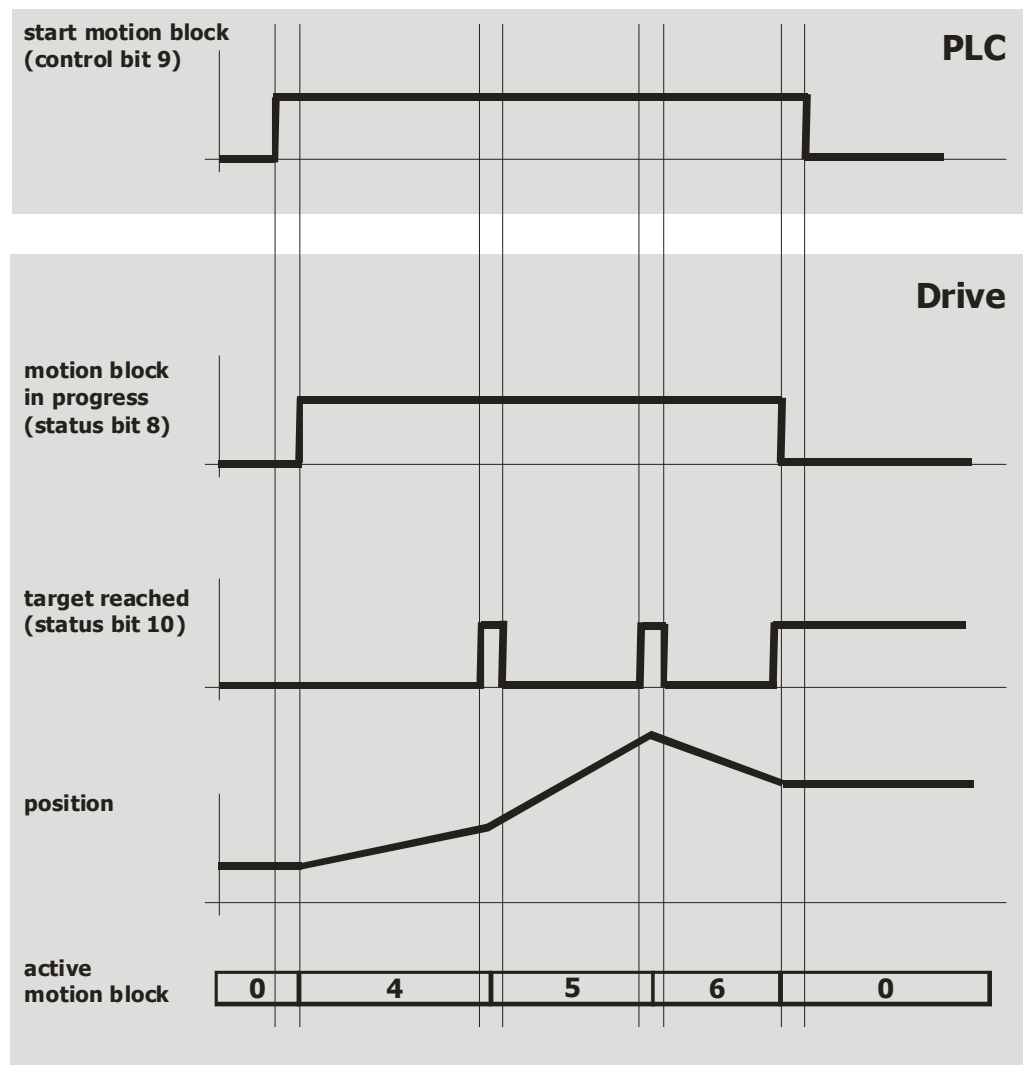 start motion block
(control bit 9)
PLC
Drive
motion block
in progress
(status bit 8)
target reached
(status bit 10)
position
active
motion block
0 4 5 6 0